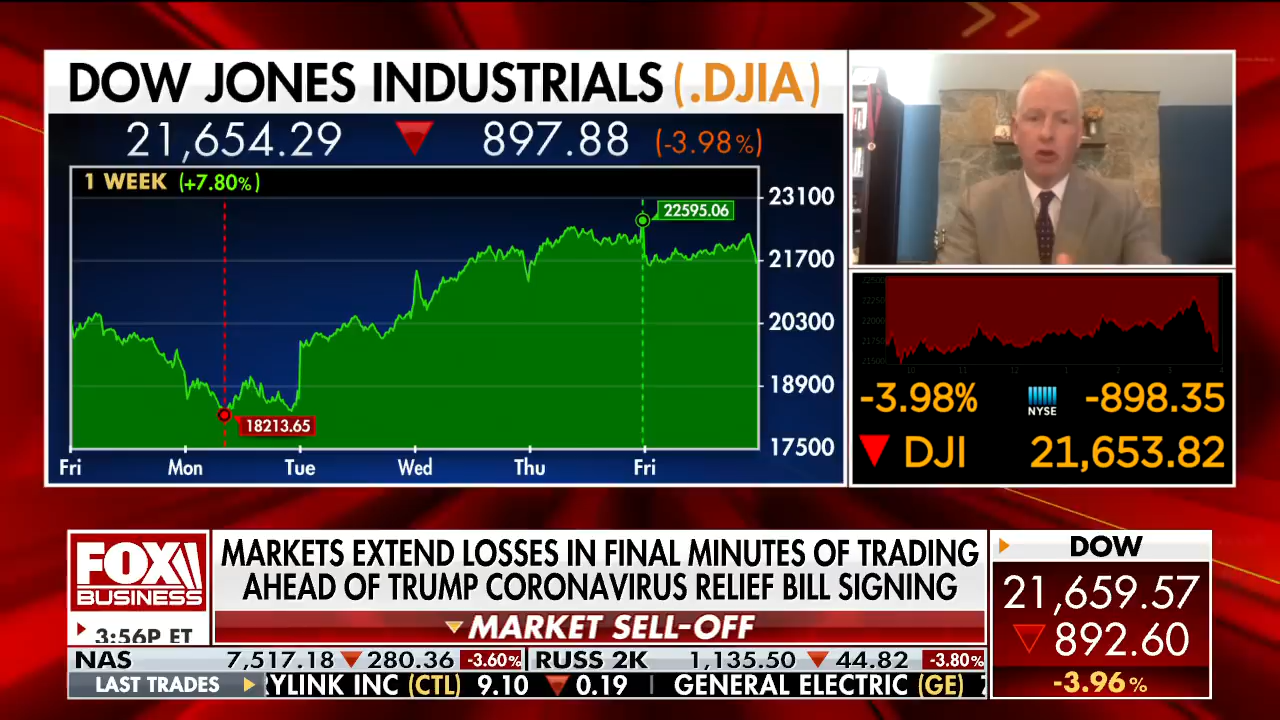 DOW JONES INDUSTRIALS (.DJIA)
21,654.29 ▼ 897.88 (-3.98%)
1 WEEK (+7.80%)
23100
22595.06
21700
20300
18900
18213.65
17500
Fri Mon Tue Wed Thu Fri
-3.98% NYSE -898.35
▼ DJI 21,653.82
FOX BUSINESS
3:56P ET
MARKETS EXTEND LOSSES IN FINAL MINUTES OF TRADING
AHEAD OF TRUMP CORONAVIRUS RELIEF BILL SIGNING
▼ MARKET SELL-OFF
DOW
21,659.57
▼ 892.60
-3.96%
NAS 7,517.18 ▼ 280.36 -3.60% RUSS 2K 1,135.50 ▼ 44.82 -3.80%
LAST TRADES RYLINK INC (CTL) 9.10 ▼ 0.19 | GENERAL ELECTRIC (GE)